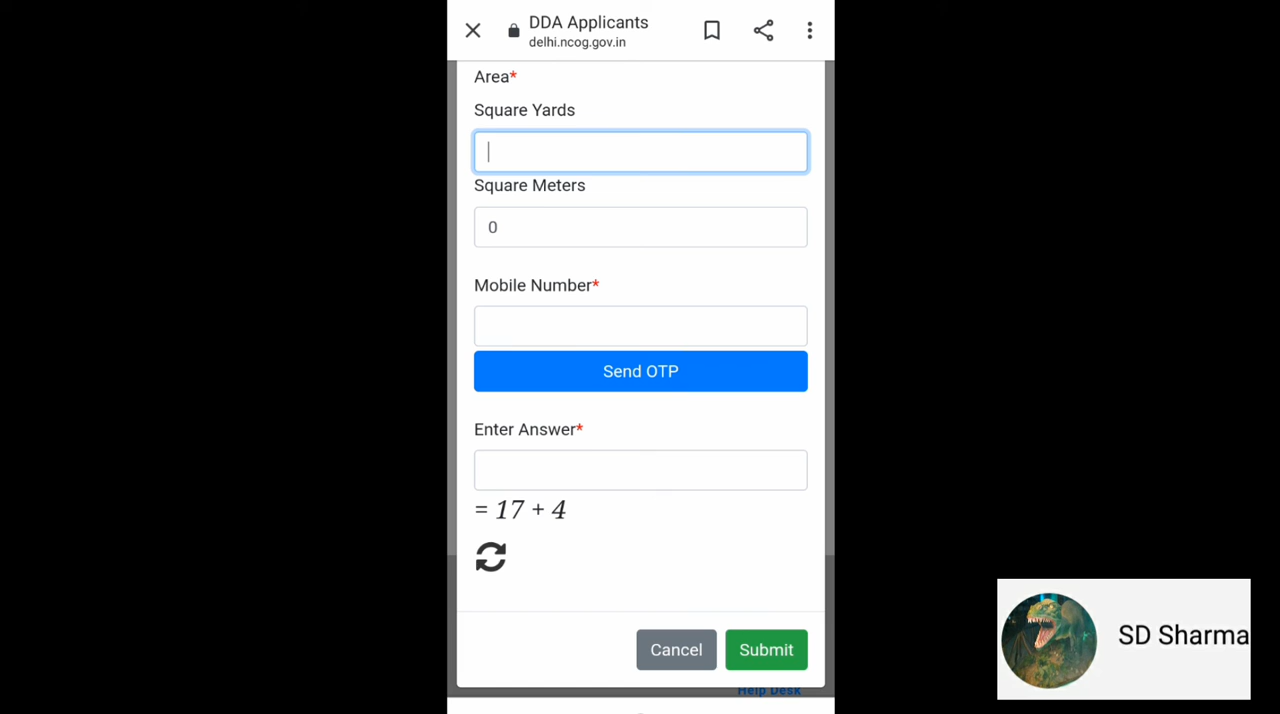 DDA Applicants
delhi.ncog.gov.in
Area*
Square Yards
Square Meters
0
Mobile Number*
Send OTP
Enter Answer*
= 17 + 4
Cancel
Submit
Help Desk
SD Sharma